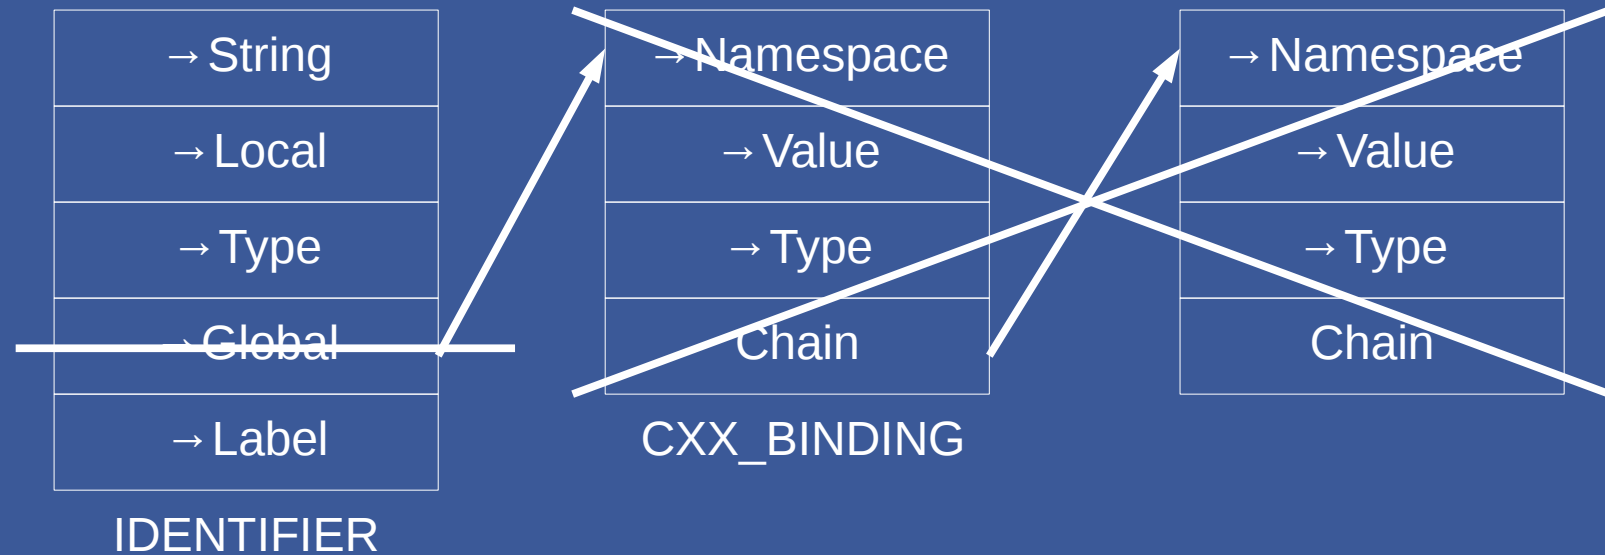 →String
→Local
→Type
→Global
→Label
IDENTIFIER
→Namespace
→Value
→Type
Chain
CXX_BINDING
→Namespace
→Value
→Type
Chain